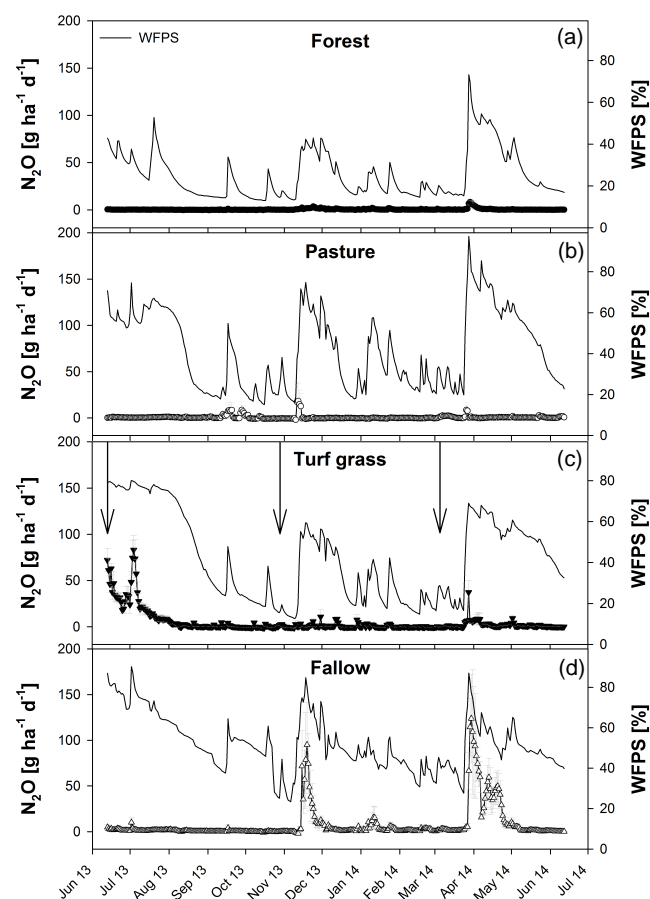 200
WFPS
Forest
(a)
150
100
50
0
80
60
40
20
0
N₂O [g ha⁻¹ d⁻¹]
WFPS [%]
200
Pasture
(b)
150
100
50
0
80
60
40
20
0
N₂O [g ha⁻¹ d⁻¹]
WFPS [%]
200
Turf grass
(c)
150
100
50
0
80
60
40
20
0
N₂O [g ha⁻¹ d⁻¹]
WFPS [%]
200
Fallow
(d)
150
100
50
0
80
60
40
20
0
N₂O [g ha⁻¹ d⁻¹]
WFPS [%]
Jun 13
Jul 13
Aug 13
Sep 13
Oct 13
Nov 13
Dec 13
Jan 14
Feb 14
Mar 14
Apr 14
May 14
Jun 14
Jul 14